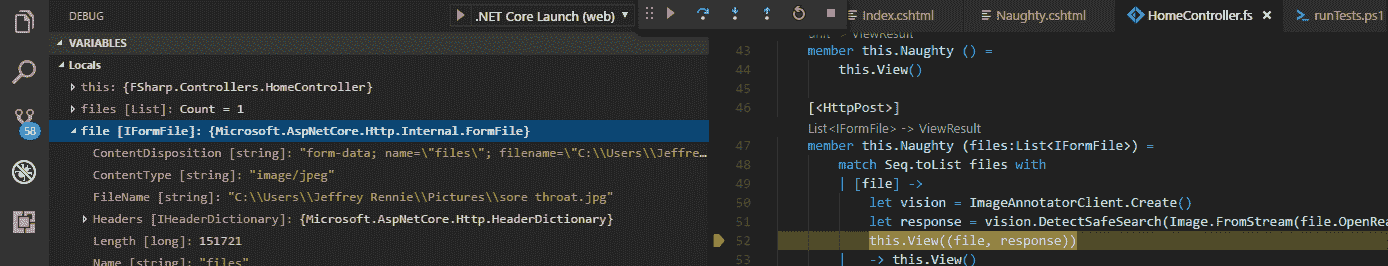 .NET Core Launch (web)
Index.cshtml
Naughty.cshtml
HomeController.fs
runTests.ps1
VARIABLES
Locals
this: {FSharp.Controllers.HomeController}
files [List]: Count = 1
file [IFormFile]: {Microsoft.AspNetCore.Http.Internal.FormFile}
ContentDisposition [string]: "form-data; name=\"files\"; filename=\"C:\\Users\\Jeffre…
ContentType [string]: "image/jpeg"
FileName [string]: "C:\\Users\\Jeffrey Rennie\\Pictures\\sore throat.jpg"
Headers [IHeaderDictionary]: {Microsoft.AspNetCore.Http.HeaderDictionary}
Length [long]: 151721
Name [string]: "files"
58
Unit -> ViewResult
43 member this.Naughty () =
44 this.View()
45
46 [<HttpPost>]
List<IFormFile> -> ViewResult
47 member this.Naughty (files:List<IFormFile>) =
48 match Seq.toList files with
49 | [file] ->
50 let vision = ImageAnnotatorClient.Create()
51 let response = vision.DetectSafeSearch(Image.FromStream(file.OpenRea
52 this.View((file, response))
53 | -> this.View()